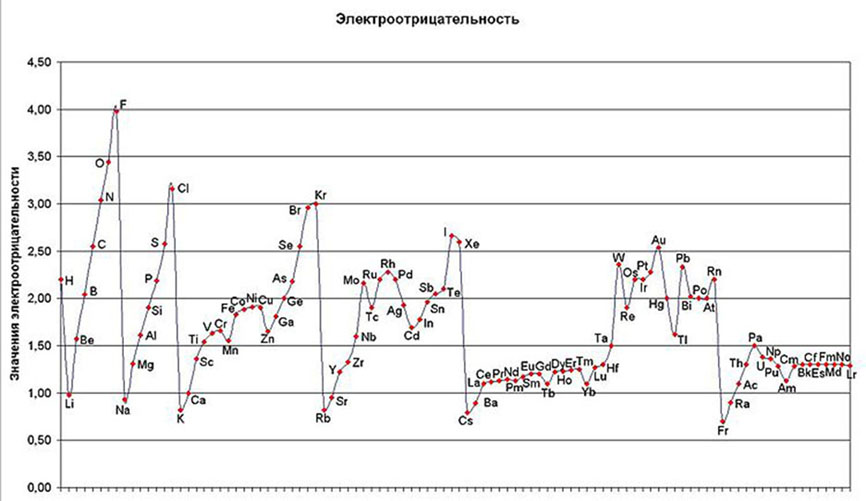 Электроотрицательность
Значения электроотрицательности
4,50
4,00
3,50
3,00
2,50
2,00
1,50
1,00
0,50
0,00
H
Li
Be
B
C
N
O
F
Na
Mg
Al
Si
P
S
Cl
K
Ca
Sc
Ti
V
Cr
Mn
Fe
Co
Ni
Cu
Zn
Ga
Ge
As
Se
Br
Kr
Rb
Sr
Y
Zr
Nb
Mo
Tc
Ru
Rh
Pd
Ag
Cd
In
Sn
Sb
Te
I
Xe
Cs
Ba
La
Ce
Pr
Nd
Pm
Sm
Eu
Gd
Tb
Dy
Ho
Er
Tm
Yb
Lu
Hf
Ta
W
Re
Os
Ir
Pt
Au
Hg
Tl
Pb
Bi
Po
At
Rn
Fr
Ra
Ac
Th
Pa
U
Np
Pu
Am
Cm
Bk
Cf
Es
Fm
Md
No
Lr